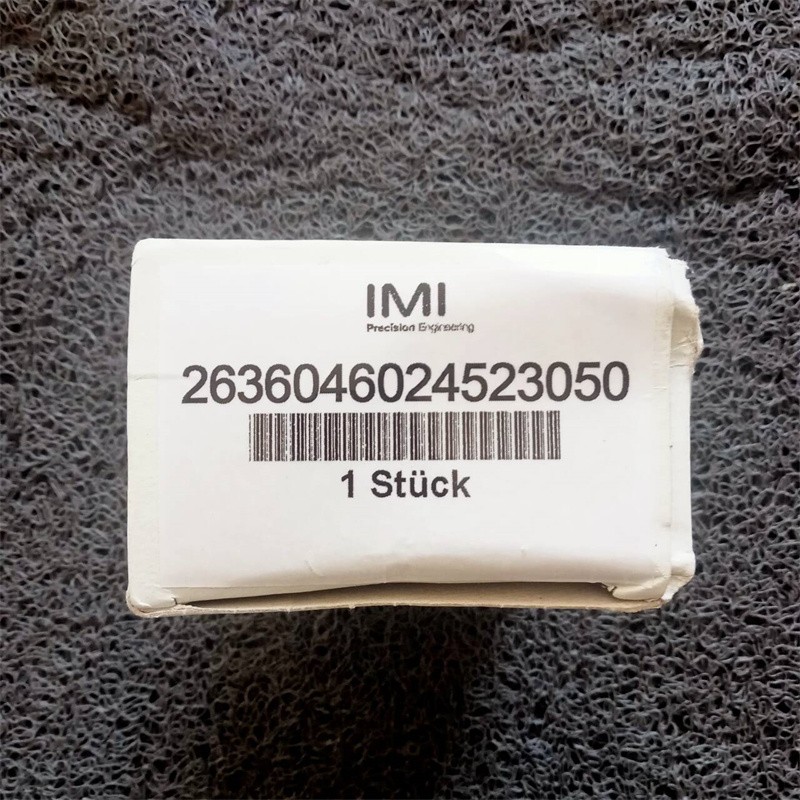 IMI
Precision Engineering
2636046024523050
1 Stück